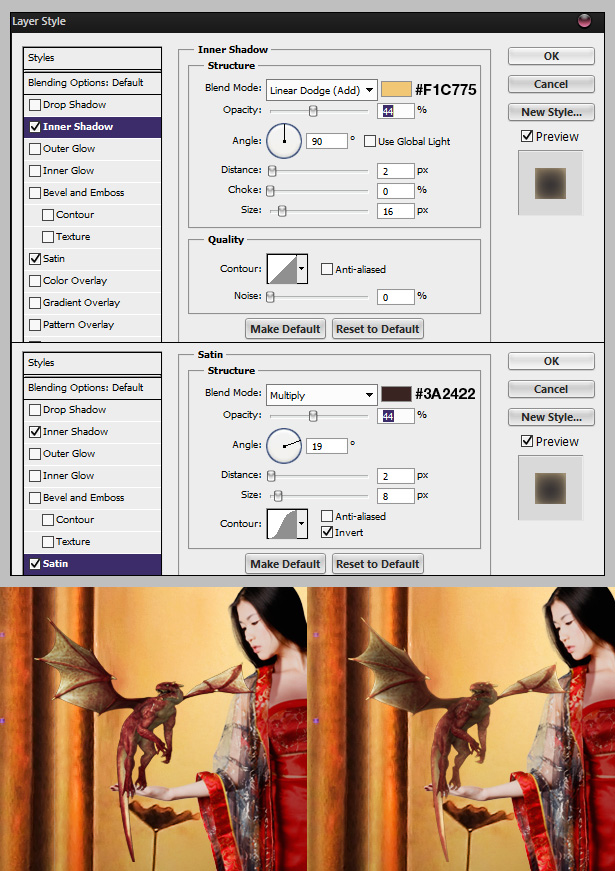 Layer Style
Styles
Blending Options: Default
Drop Shadow
Inner Shadow
Outer Glow
Inner Glow
Bevel and Emboss
Contour
Texture
Satin
Color Overlay
Gradient Overlay
Pattern Overlay
Inner Shadow
Structure
Blend Mode: Linear Dodge (Add) #F1C775
Opacity: 44 %
Angle: 90 ° Use Global Light
Distance: 2 px
Choke: 0 %
Size: 16 px
Quality
Contour: Anti-aliased
Noise: 0 %
Make Default Reset to Default
OK
Cancel
New Style...
Preview
Styles
Blending Options: Default
Drop Shadow
Inner Shadow
Outer Glow
Inner Glow
Bevel and Emboss
Contour
Texture
Satin
Satin
Structure
Blend Mode: Multiply #3A2422
Opacity: 44 %
Angle: 19 °
Distance: 2 px
Size: 8 px
Contour: Anti-aliased
Invert
Make Default Reset to Default
OK
Cancel
New Style...
Preview